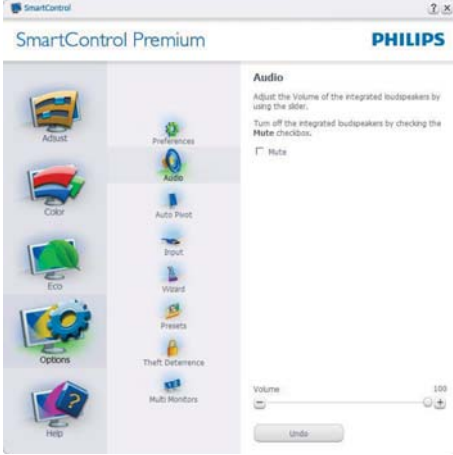 SmartControl
SmartControl Premium
PHILIPS
Adjust
Color
Eco
Options
Help
Preferences
Audio
Auto Pivot
Input
Wizard
Presets
Theft Deterrence
Multi Monitors
Audio
Adjust the Volume of the integrated loudspeakers by
using the slider.
Turn off the integrated loudspeakers by checking the
Mute checkbox.
Mute
Volume 100
Undo